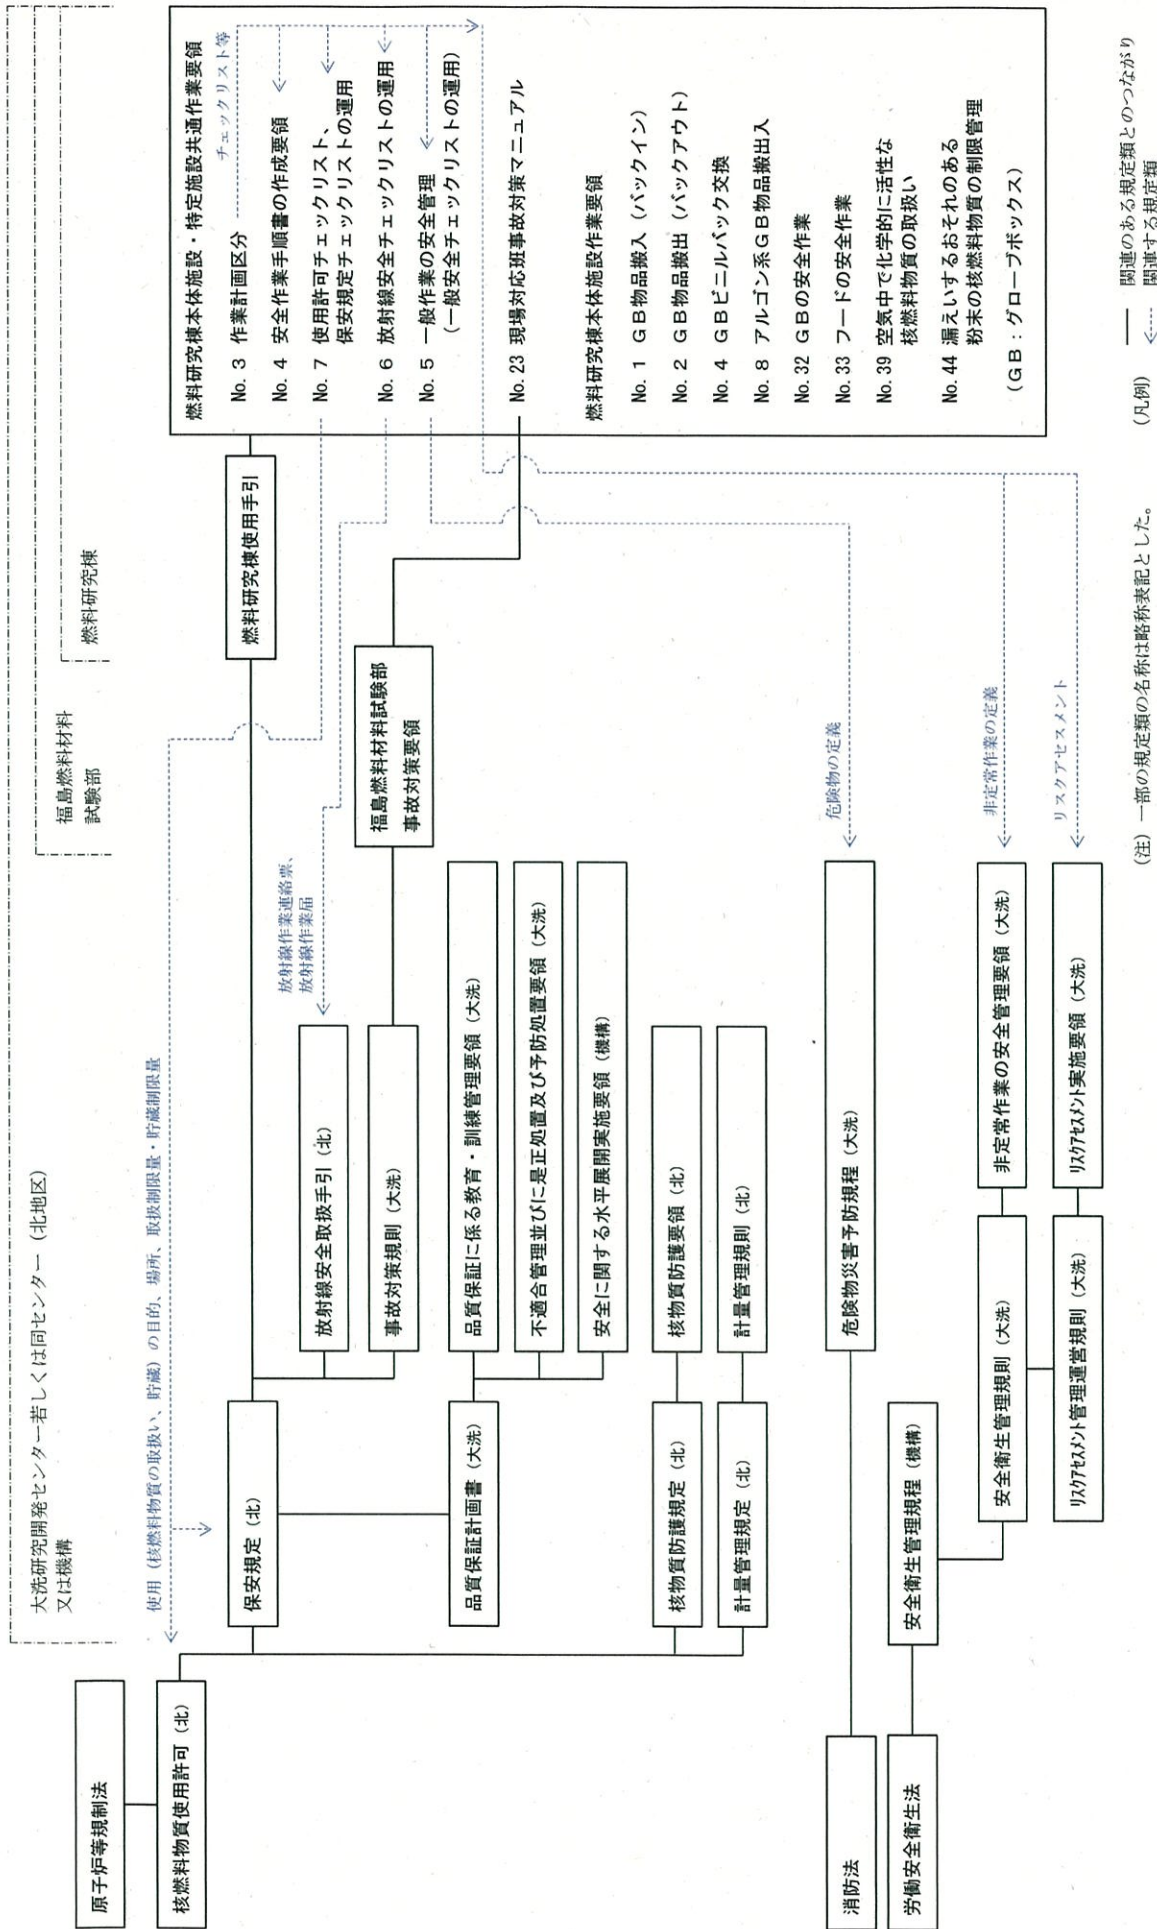 大洗研究開発センター若しくは同センター（北地区）
又は機構
福島燃料材料
試験部
燃料研究棟
原子炉等規制法
核燃料物質使用許可（北）
使用（核燃料物質の取扱い、貯蔵）の目的、場所、取扱制限量・貯蔵制限量
保安規定（北）
放射線安全取扱手引（北）
事故対策規則（大洗）
放射線作業連絡票、
放射線作業届
福島燃料材料試験部
事故対策要領
燃料研究棟使用手引
品質保証計画書（大洗）
品質保証に係る教育・訓練管理要領（大洗）
不適合管理並びに是正処置及び予防処置要領（大洗）
安全に関する水平展開実施要領（機構）
核物質防護規定（北）
核物質防護要領（北）
計量管理規定（北）
計量管理規則（北）
消防法
危険物災害予防規程（大洗）
危険物の定義
労働安全衛生法
安全衛生管理規程（機構）
安全衛生管理規則（大洗）
非定常作業の安全管理要領（大洗）
非定常作業の定義
リスクアセスメント管理運営規則（大洗）
リスクアセスメント実施要領（大洗）
リスクアセスメント
燃料研究棟本体施設・特定施設共通作業要領
チェックリスト等
No. 3 作業計画区分
No. 4 安全作業手順書の作成要領
No. 7 使用許可チェックリスト、
保安規定チェックリストの運用
No. 6 放射線安全チェックリストの運用
No. 5 一般作業の安全管理
（一般安全チェックリストの運用）
No.23 現場対応班事故対策マニュアル
燃料研究棟本体施設作業要領
No. 1 ＧＢ物品搬入（バックイン）
No. 2 ＧＢ物品搬出（バックアウト）
No. 4 ＧＢビニルバック交換
No. 8 アルゴン系ＧＢ物品搬出入
No.32 ＧＢの安全作業
No.33 フードの安全作業
No.39 空気中で化学的に活性な
核燃料物質の取扱い
No.44 漏えいするおそれのある
粉末の核燃料物質の制限管理
（ＧＢ：グローブボックス）
（注）一部の規定類の名称は略称表記とした。
（凡例）
関連のある規定類とのつながり
関連する規定類